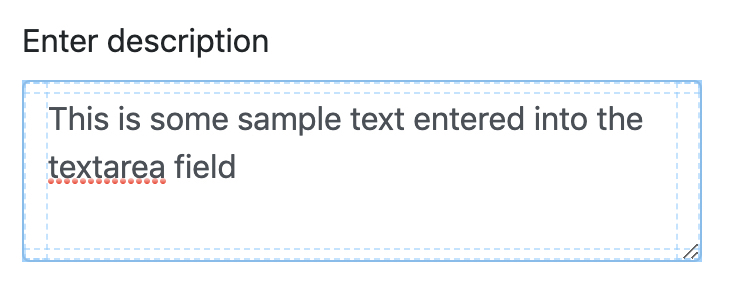 Enter description
This is some sample text entered into the
textarea field